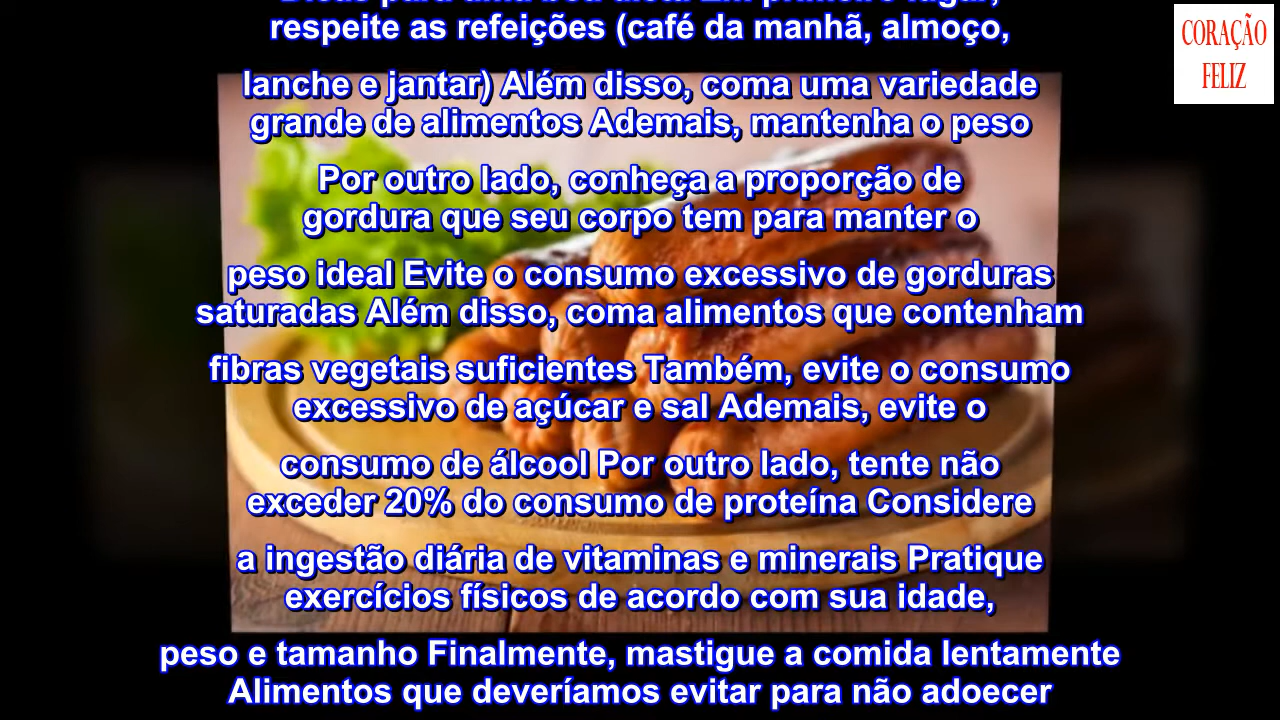 respeite as refeições (café da manhã, almoço,
lanche e jantar) Além disso, coma uma variedade
grande de alimentos Ademais, mantenha o peso
Por outro lado, conheça a proporção de
gordura que seu corpo tem para manter o
peso ideal Evite o consumo excessivo de gorduras
saturadas Além disso, coma alimentos que contenham
fibras vegetais suficientes Também, evite o consumo
excessivo de açúcar e sal Ademais, evite o
consumo de álcool Por outro lado, tente não
exceder 20% do consumo de proteína Considere
a ingestão diária de vitaminas e minerais Pratique
exercícios físicos de acordo com sua idade,
peso e tamanho Finalmente, mastigue a comida lentamente
Alimentos que deveríamos evitar para não adoecer
CORAÇÃO
FELIZ